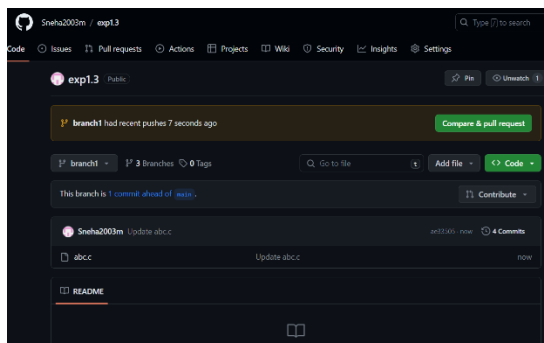 Sneha2003m / exp1.3
Type / to search
Code Issues Pull requests Actions Projects Wiki Security Insights Settings
exp1.3 Public
Pin Unwatch 1
branch1 had recent pushes 7 seconds ago
Compare & pull request
branch1 3 Branches 0 Tags
Go to file t Add file Code
This branch is 1 commit ahead of main.
Contribute
Sneha2003m Update abc.c
now 4 Commits
abc.c Update abc.c now
README